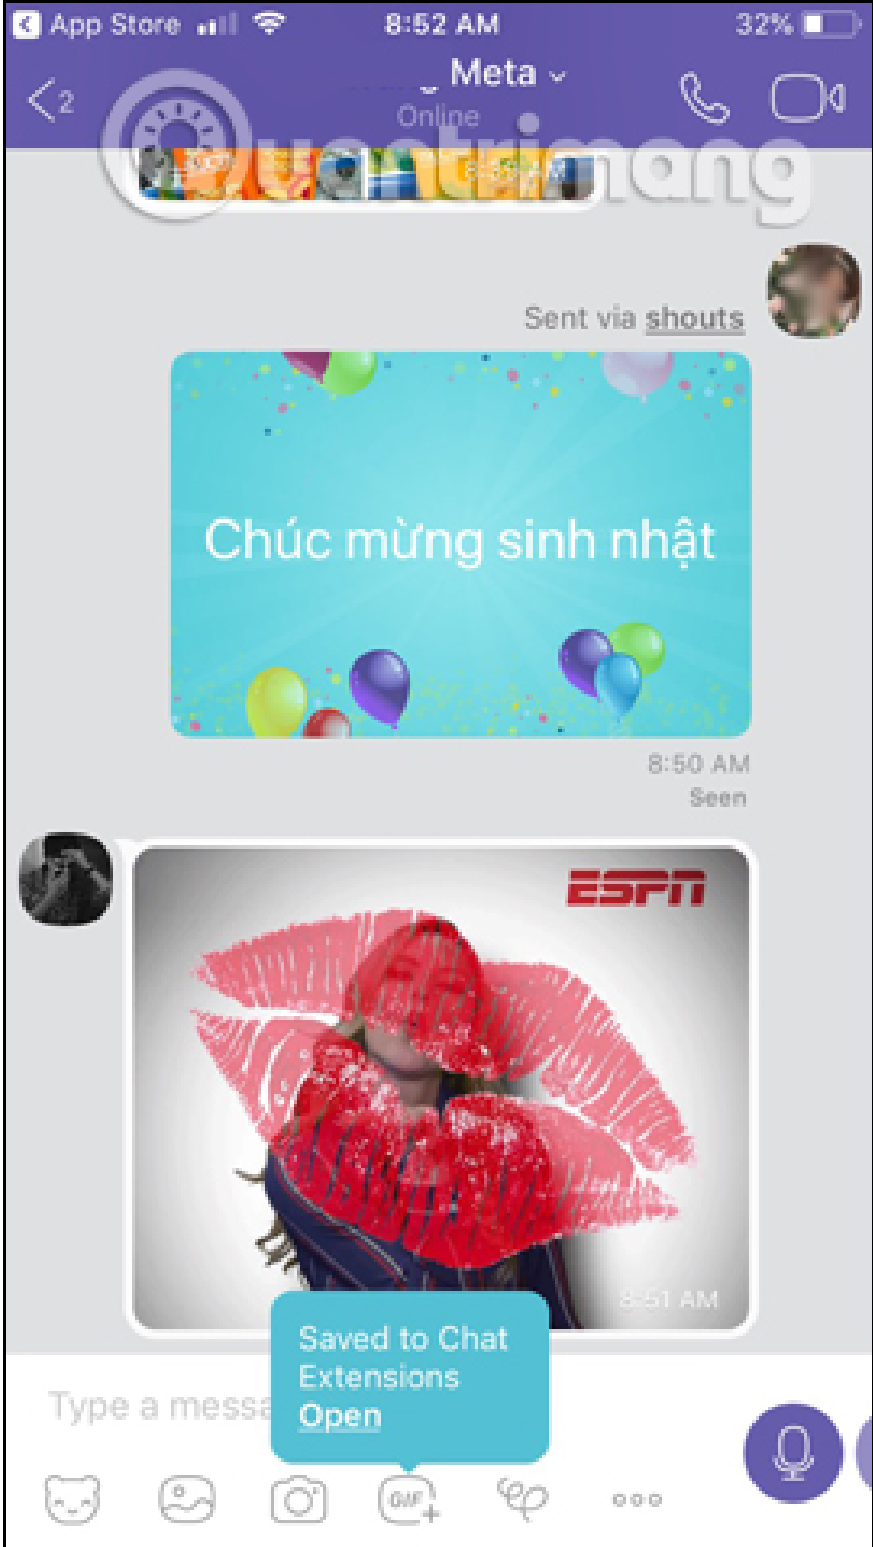 App Store
8:52 AM
32%
2
Meta
Online
Quantrimang
Sent via shouts
Chúc mừng sinh nhật
8:50 AM
Seen
ESPN
8:51 AM
Saved to Chat
Extensions
Open
Type a messa
GIF